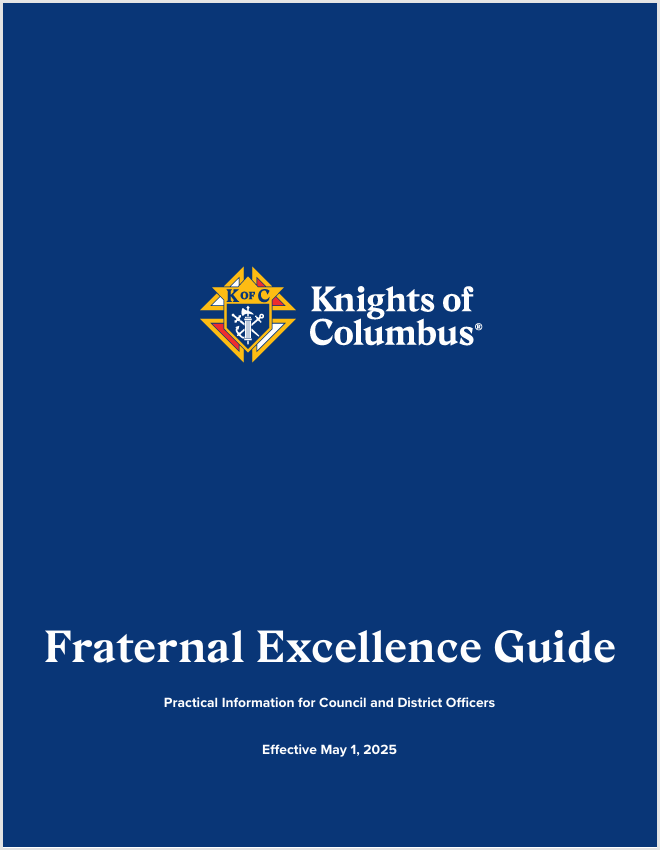 K OF C
Knights of
Columbus®
Fraternal Excellence Guide
Practical Information for Council and District Officers
Effective May 1, 2025